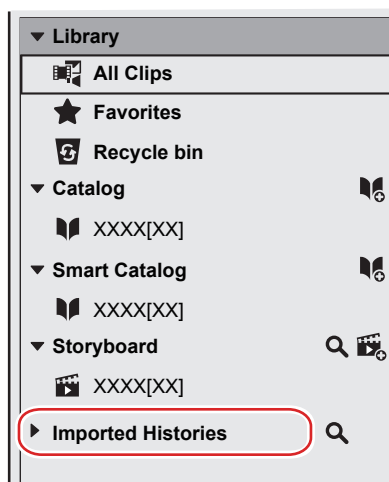 Library
All Clips
Favorites
Recycle bin
Catalog
XXXX[XX]
Smart Catalog
XXXX[XX]
Storyboard
XXXX[XX]
Imported Histories